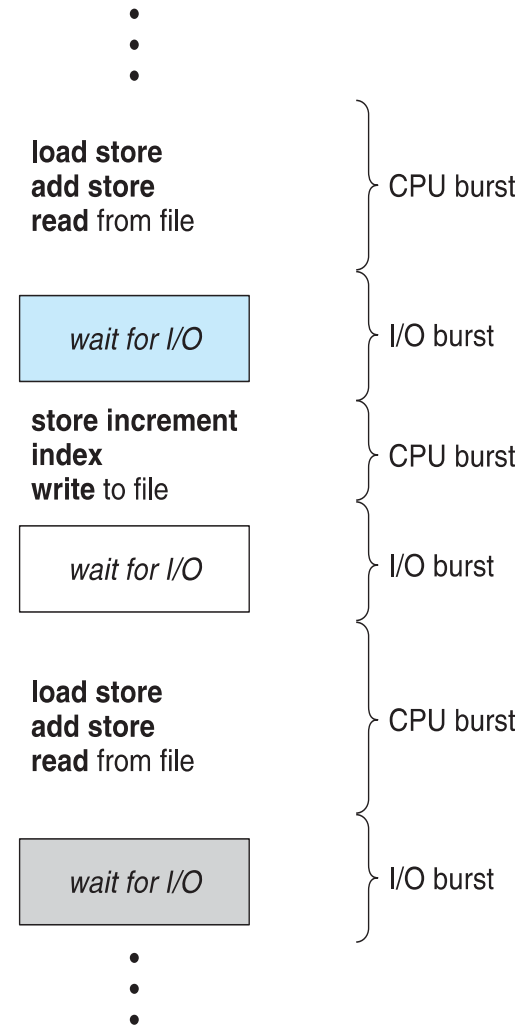 load store
add store
read from file
CPU burst
wait for I/O
I/O burst
store increment
index
write to file
CPU burst
wait for I/O
I/O burst
load store
add store
read from file
CPU burst
wait for I/O
I/O burst